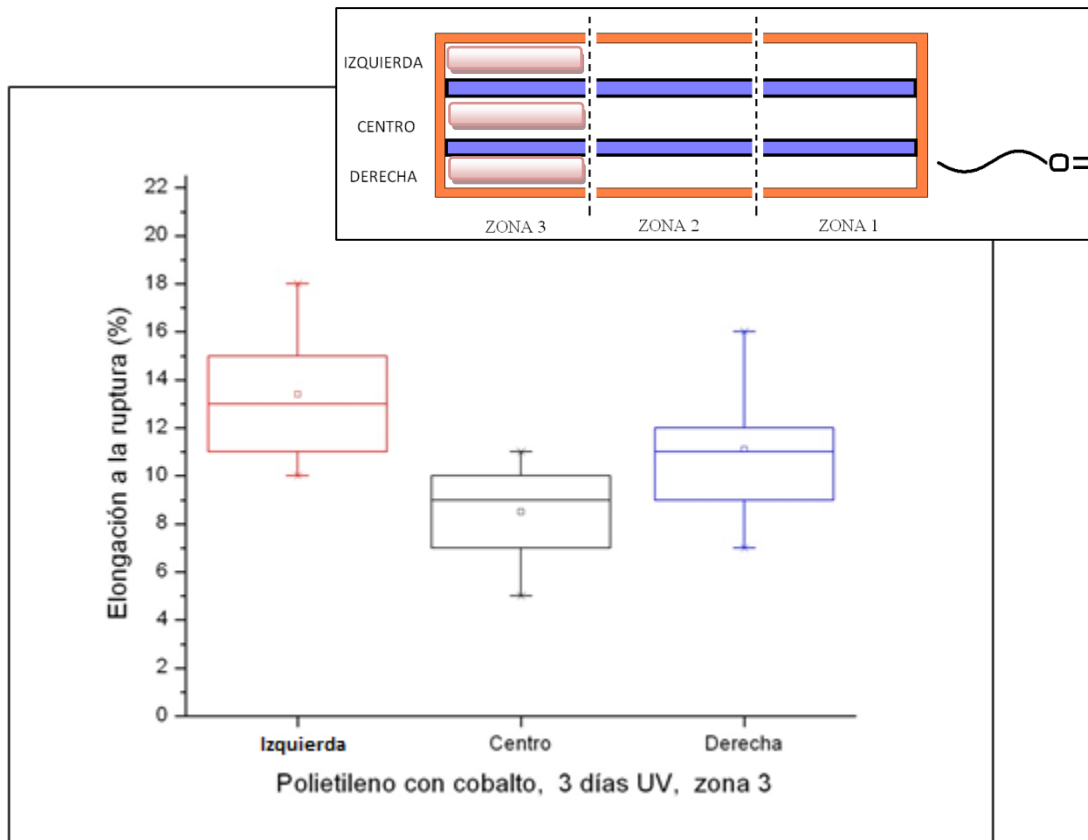 IZQUIERDA
CENTRO
DERECHA
ZONA 3
ZONA 2
ZONA 1
Elongación a la ruptura (%)
22
20
18
16
14
12
10
8
6
4
2
0
Izquierda
Centro
Derecha
Polietileno con cobalto, 3 días UV, zona 3